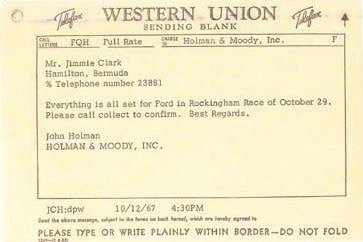 Telefax WESTERN UNION Telefax
SENDING BLANK
CALL LETTERS FQH Full Rate CHARGE TO Holman & Moody, Inc. F
Mr. Jimmie Clark
Hamilton, Bermuda
% Telephone number 23881
Everything is all set for Ford in Rockingham Race of October 29.
Please call collect to confirm. Best Regards.
John Holman
HOLMAN & MOODY, INC.
JCH:dpw 10/12/67 4:30PM
Send the above message, subject to the terms on back hereof, which are hereby agreed to
PLEASE TYPE OR WRITE PLAINLY WITHIN BORDER—DO NOT FOLD